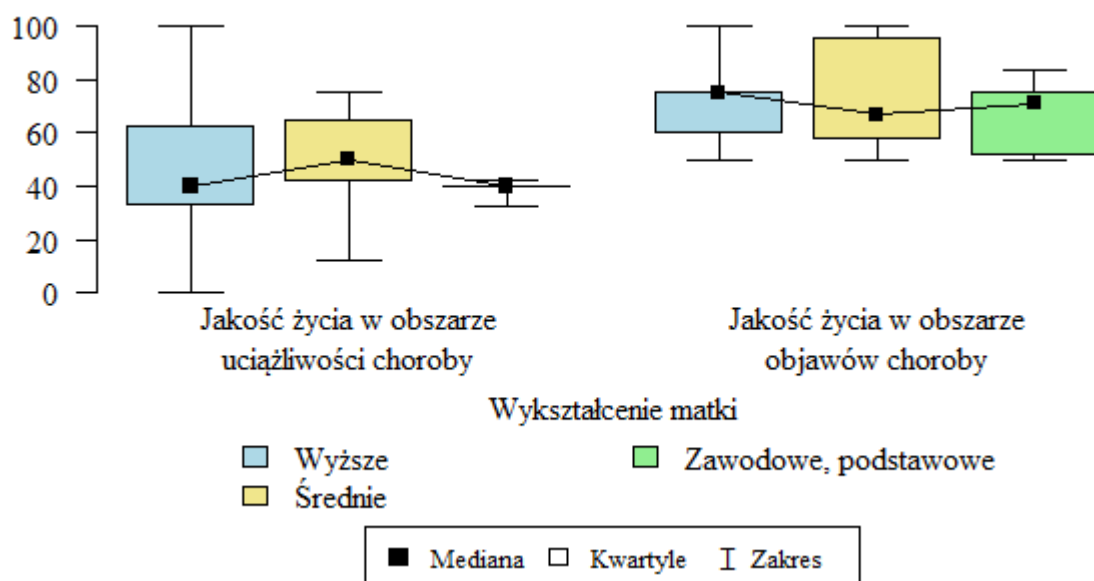 100
80
60
40
20
0
Jakość życia w obszarze
uciążliwości choroby
Jakość życia w obszarze
objawów choroby
Wykształcenie matki
Wyższe
Zawodowe, podstawowe
Średnie
Mediana Kwartyle Zakres